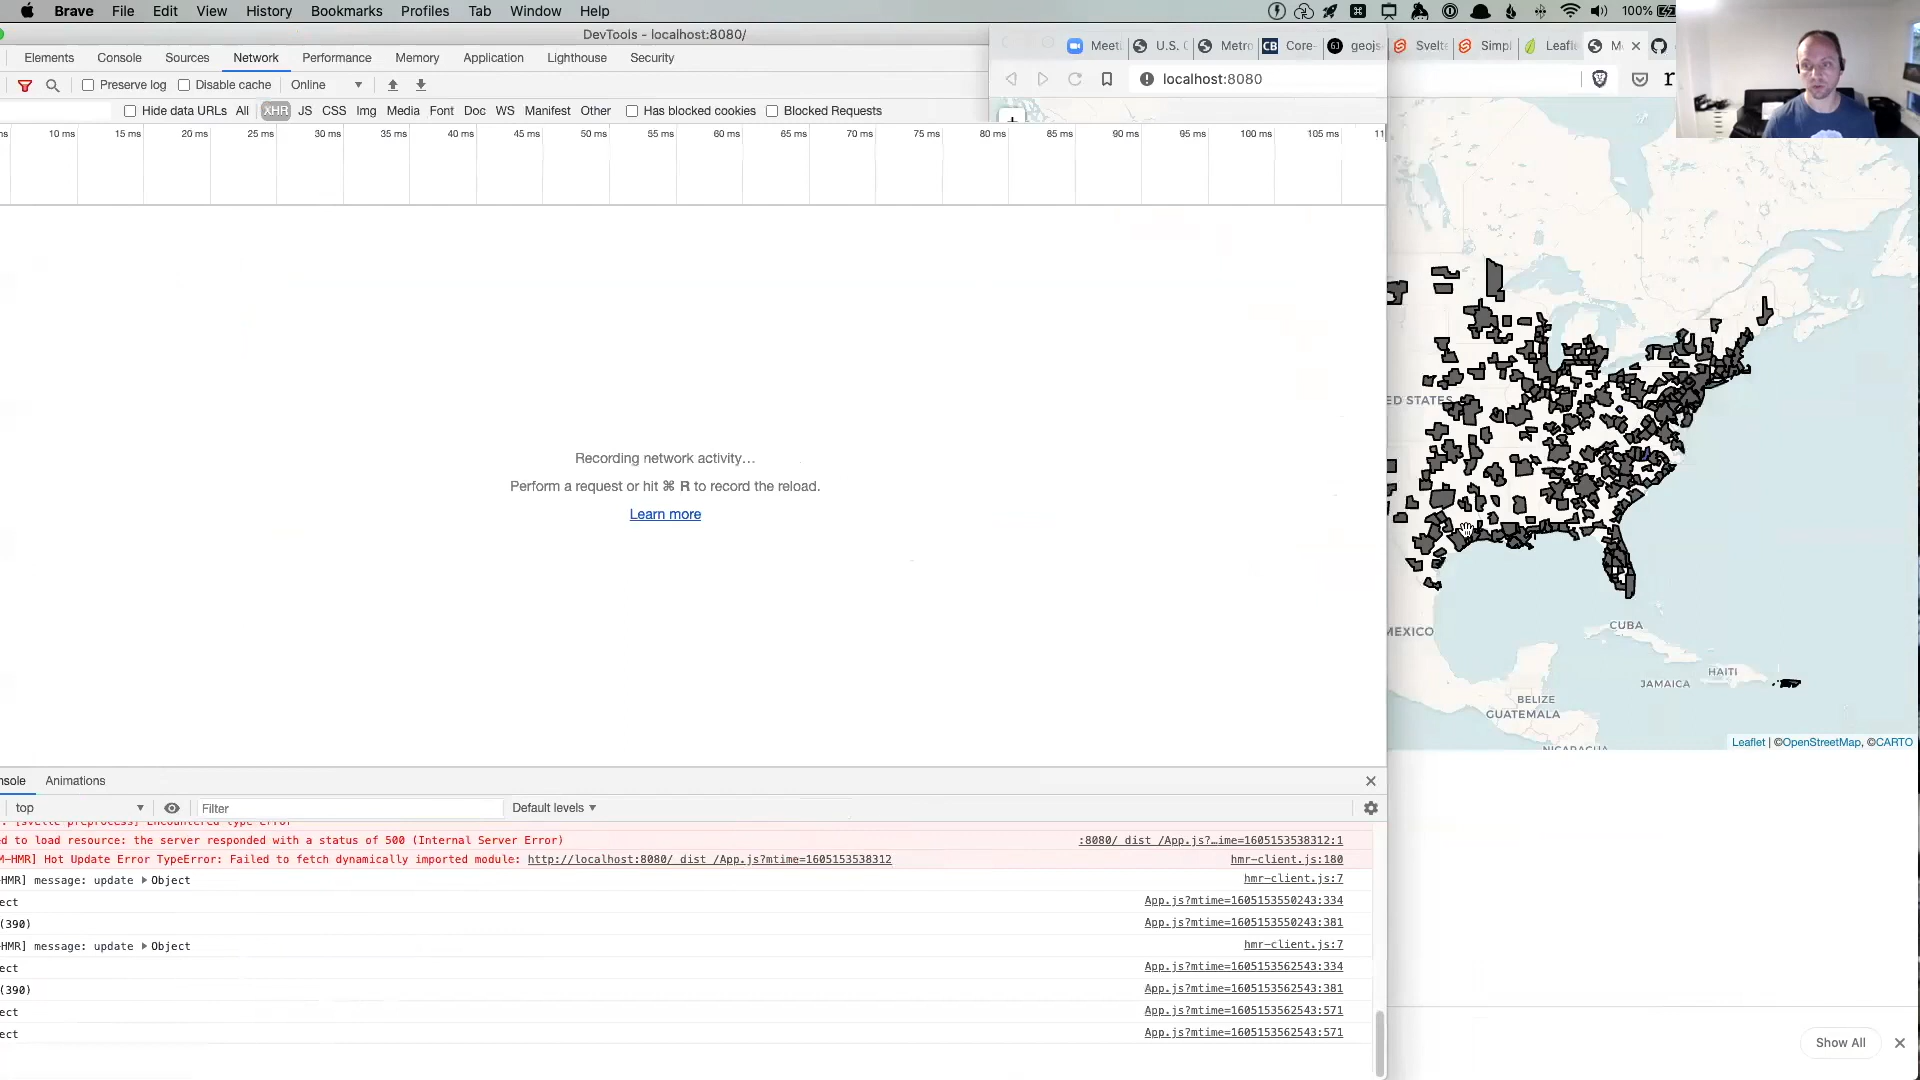 Brave File Edit View History Bookmarks Profiles Tab Window Help 100%
DevTools - localhost:8080/
Elements Console Sources Network Performance Memory Application Lighthouse Security
Preserve log Disable cache Online
Hide data URLs All XHR JS CSS Img Media Font Doc WS Manifest Other Has blocked cookies Blocked Requests
10 ms 15 ms 20 ms 25 ms 30 ms 35 ms 40 ms 45 ms 50 ms 55 ms 60 ms 65 ms 70 ms 75 ms 80 ms 85 ms 90 ms 95 ms 100 ms 105 ms 11
Recording network activity…
Perform a request or hit ⌘ R to record the reload.
Learn more
Meet U.S. Metro Core- geojs Svelte Simpl Leafle M
localhost:8080
ED STATES
MEXICO
CUBA
HAITI
JAMAICA
BELIZE
GUATEMALA
NICARAGUA
Leaflet | ©OpenStreetMap, ©CARTO
nsole Animations
top Filter Default levels
: [svelte-preprocess] Encountered type error
ed to load resource: the server responded with a status of 500 (Internal Server Error) :8080/_dist_/App.js?…ime=1605153538312:1
M-HMR] Hot Update Error TypeError: Failed to fetch dynamically imported module: http://localhost:8080/_dist_/App.js?mtime=1605153538312 hmr-client.js:180
-HMR] message: update ▸ Object hmr-client.js:7
ect App.js?mtime=1605153550243:334
(390) App.js?mtime=1605153550243:381
-HMR] message: update ▸ Object hmr-client.js:7
ect App.js?mtime=1605153562543:334
(390) App.js?mtime=1605153562543:381
ect App.js?mtime=1605153562543:571
ect App.js?mtime=1605153562543:571
Show All